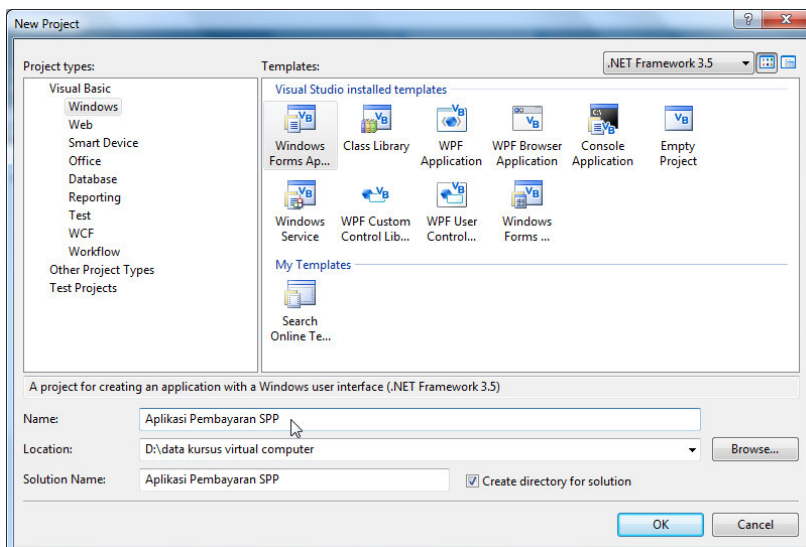 New Project
Project types:
Templates:
.NET Framework 3.5
Visual Basic
Windows
Web
Smart Device
Office
Database
Reporting
Test
WCF
Workflow
Other Project Types
Test Projects
Visual Studio installed templates
Windows Forms Ap...
Class Library
WPF Application
WPF Browser Application
Console Application
Empty Project
Windows Service
WPF Custom Control Lib...
WPF User Control...
Windows Forms ...
My Templates
Search Online Te...
A project for creating an application with a Windows user interface (.NET Framework 3.5)
Name:
Aplikasi Pembayaran SPP
Location:
D:\data kursus virtual computer
Browse...
Solution Name:
Aplikasi Pembayaran SPP
Create directory for solution
OK
Cancel